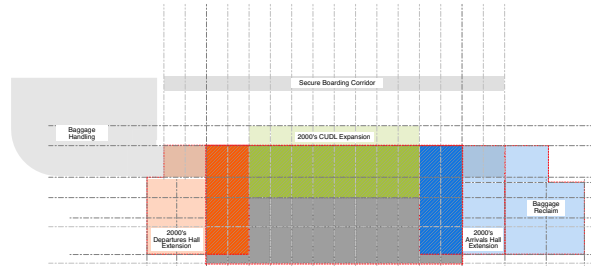 Secure Boarding Corridor
Baggage
Handling
2000's CUDL Expansion
Baggage
Reclaim
2000's
Departures Hall
Extension
2000's
Arrivals Hall
Extension